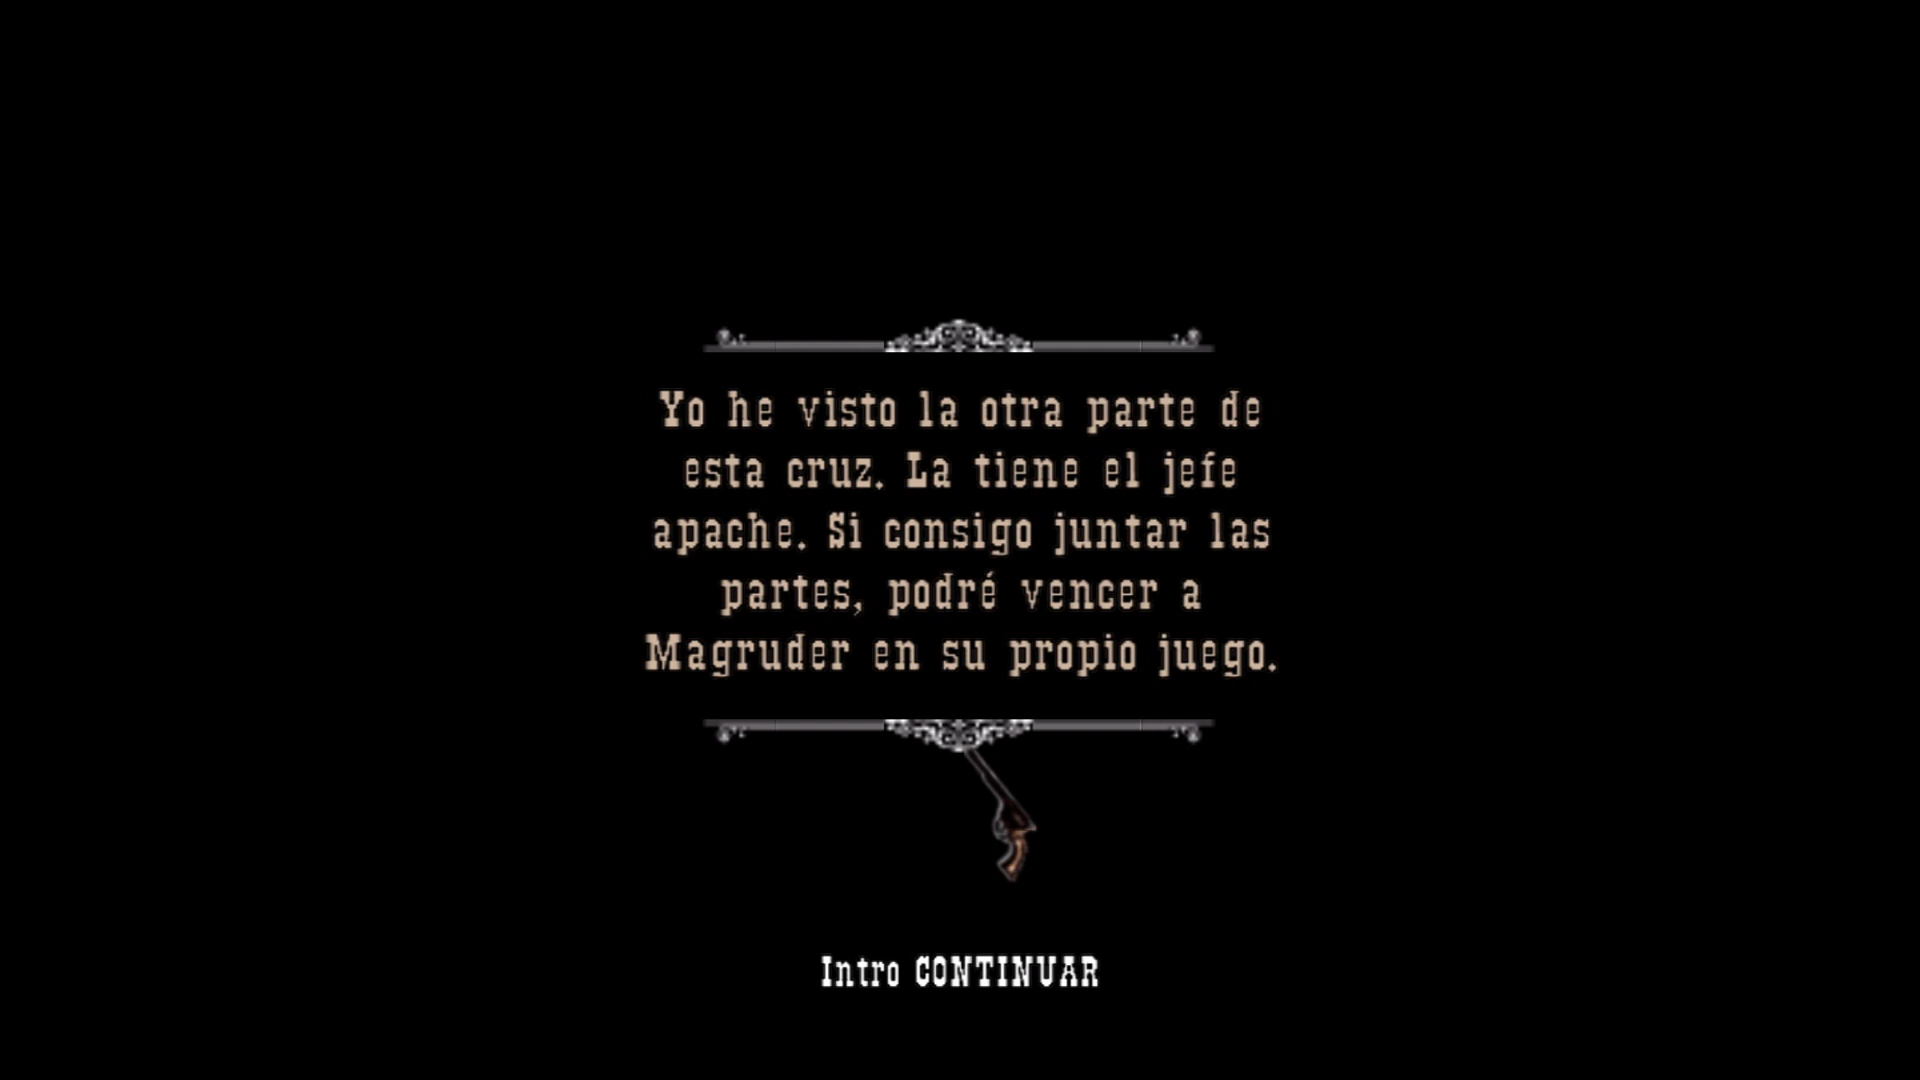 Yo he visto la otra parte de
esta cruz. La tiene el jefe
apache. Si consigo juntar las
partes, podré vencer a
Magruder en su propio juego.
Intro CONTINUAR